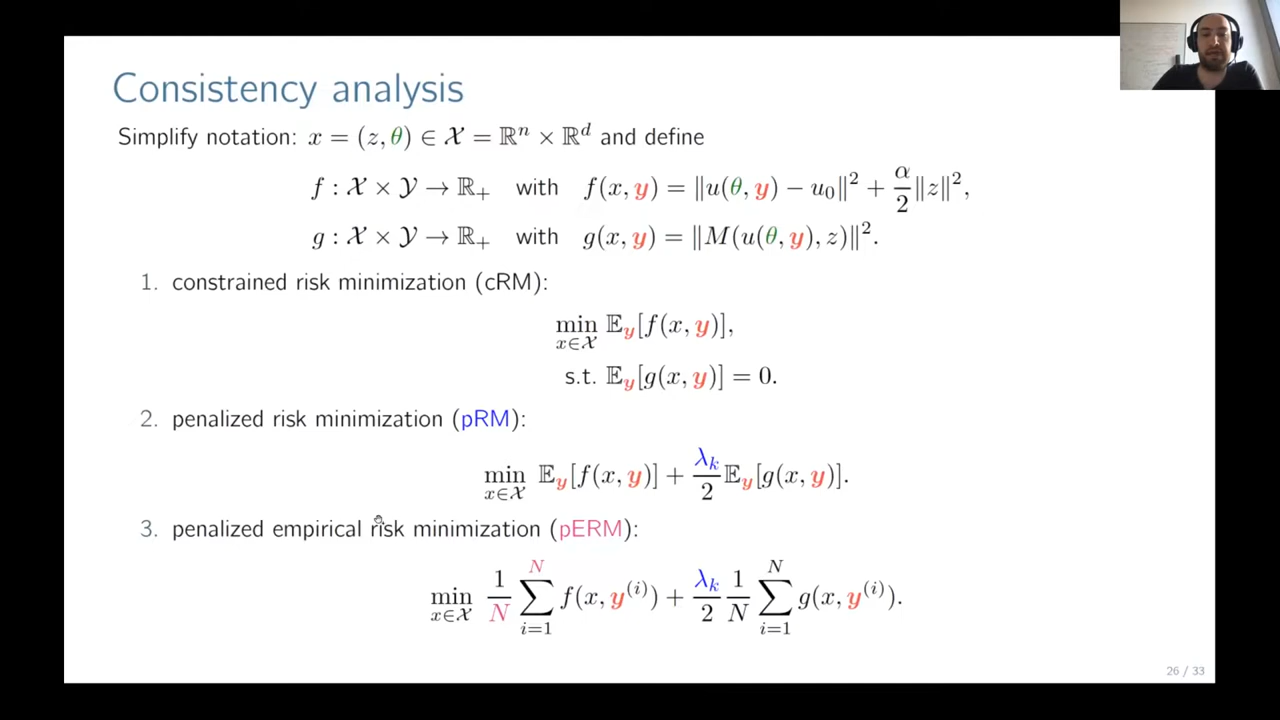 Consistency analysis
Simplify notation: x = (z, θ) ∈ 𝒳 = ℝⁿ × ℝᵈ and define
f : 𝒳 × 𝒴 → ℝ₊ with f(x, y) = ‖u(θ, y) − u₀‖² + α/2 ‖z‖²,
g : 𝒳 × 𝒴 → ℝ₊ with g(x, y) = ‖M(u(θ, y), z)‖².
1. constrained risk minimization (cRM):
min_{x∈𝒳} 𝔼_y[f(x, y)],
s.t. 𝔼_y[g(x, y)] = 0.
2. penalized risk minimization (pRM):
min_{x∈𝒳} 𝔼_y[f(x, y)] + λ_k/2 𝔼_y[g(x, y)].
3. penalized empirical risk minimization (pERM):
min_{x∈𝒳} 1/N ∑_{i=1}^{N} f(x, y⁽ⁱ⁾) + λ_k/2 1/N ∑_{i=1}^{N} g(x, y⁽ⁱ⁾).
26 / 33